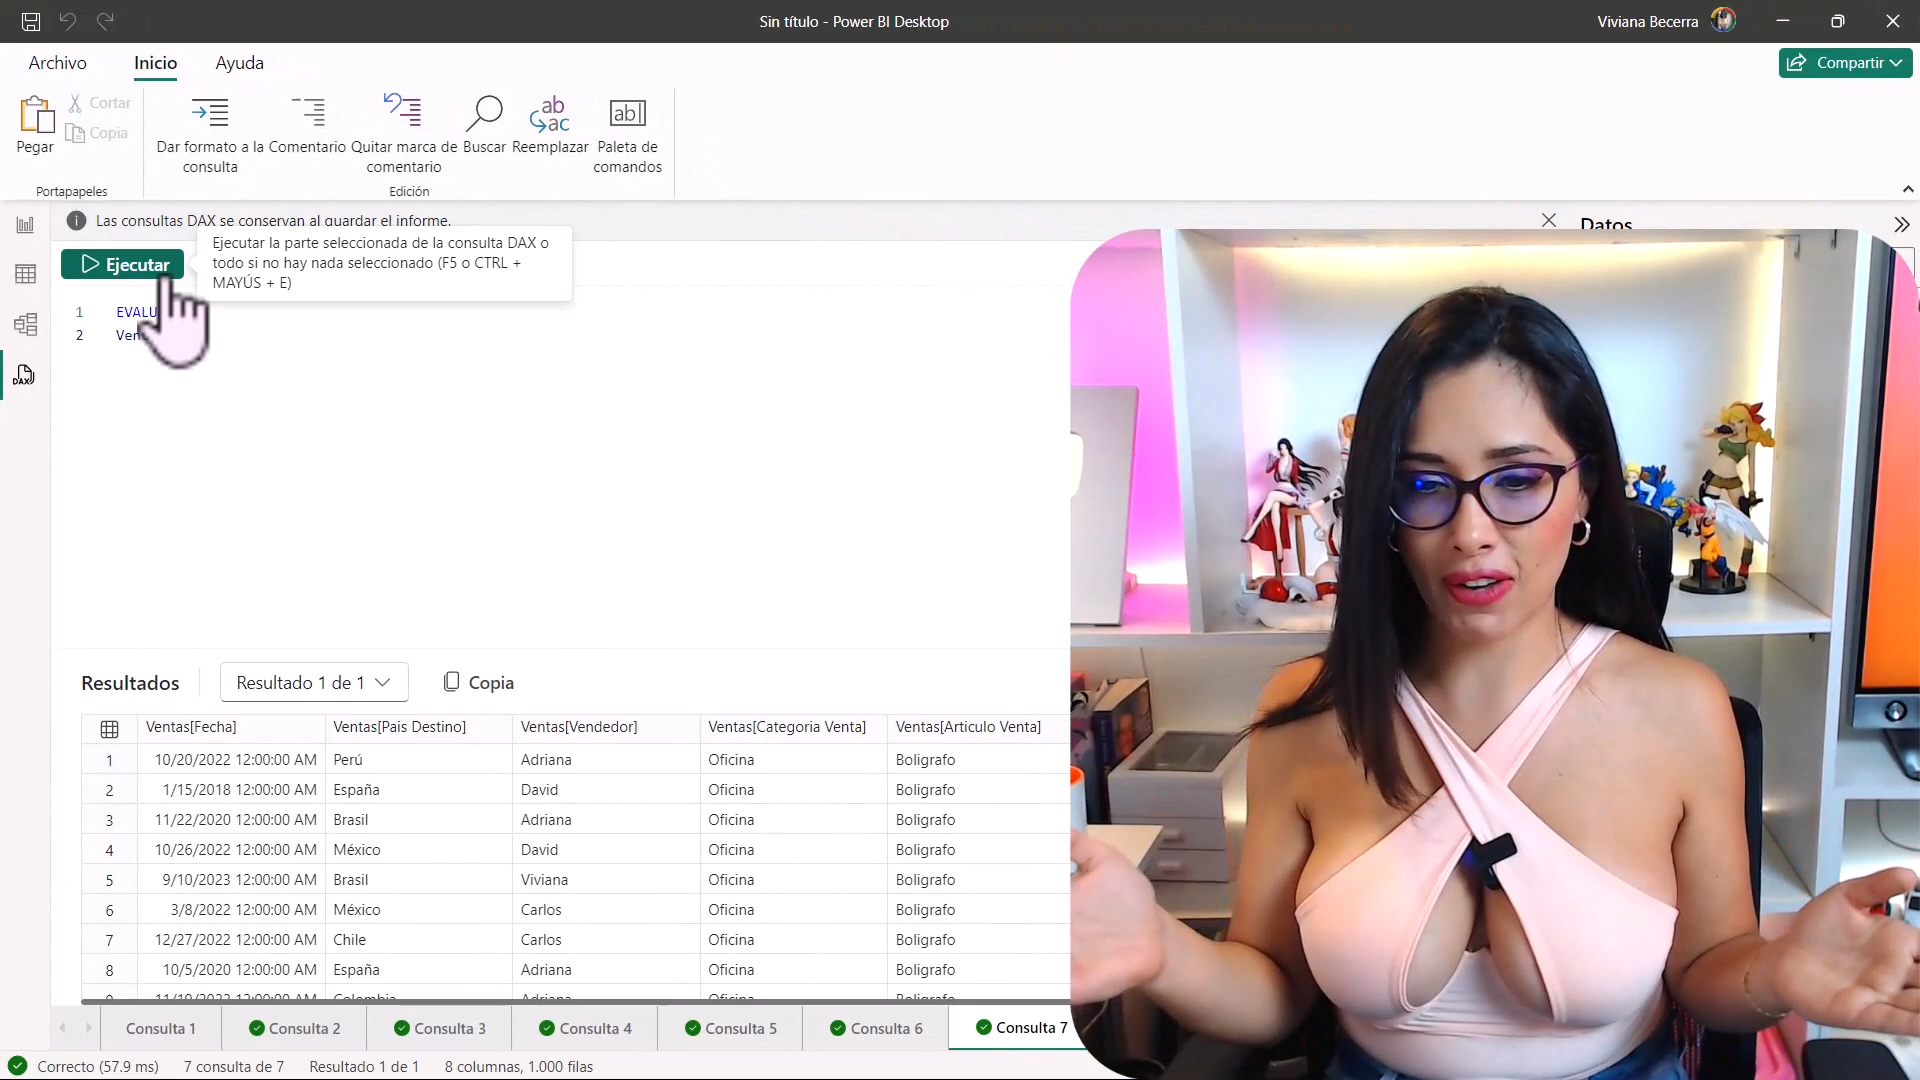 Sin título - Power BI Desktop
Viviana Becerra
Archivo
Inicio
Ayuda
Compartir
Pegar
Cortar
Copia
Portapapeles
Dar formato a la
consulta
Comentario
Quitar marca de
comentario
Buscar
Reemplazar
Paleta de
comandos
Edición
Las consultas DAX se conservan al guardar el informe.
Datos
Ejecutar
Ejecutar la parte seleccionada de la consulta DAX o
todo si no hay nada seleccionado (F5 o CTRL +
MAYÚS + E)
1 EVALU
2 Ven
DAX
Resultados
Resultado 1 de 1
Copia
Ventas[Fecha] Ventas[Pais Destino] Ventas[Vendedor] Ventas[Categoria Venta] Ventas[Articulo Venta]
1 10/20/2022 12:00:00 AM Perú Adriana Oficina Boligrafo
2 1/15/2018 12:00:00 AM España David Oficina Boligrafo
3 11/22/2020 12:00:00 AM Brasil Adriana Oficina Boligrafo
4 10/26/2022 12:00:00 AM México David Oficina Boligrafo
5 9/10/2023 12:00:00 AM Brasil Viviana Oficina Boligrafo
6 3/8/2022 12:00:00 AM México Carlos Oficina Boligrafo
7 12/27/2022 12:00:00 AM Chile Carlos Oficina Boligrafo
8 10/5/2020 12:00:00 AM España Adriana Oficina Boligrafo
Colombia Adriana Oficina Boligrafo
Consulta 1 Consulta 2 Consulta 3 Consulta 4 Consulta 5 Consulta 6 Consulta 7
Correcto (57.9 ms) 7 consulta de 7 Resultado 1 de 1 8 columnas, 1.000 filas